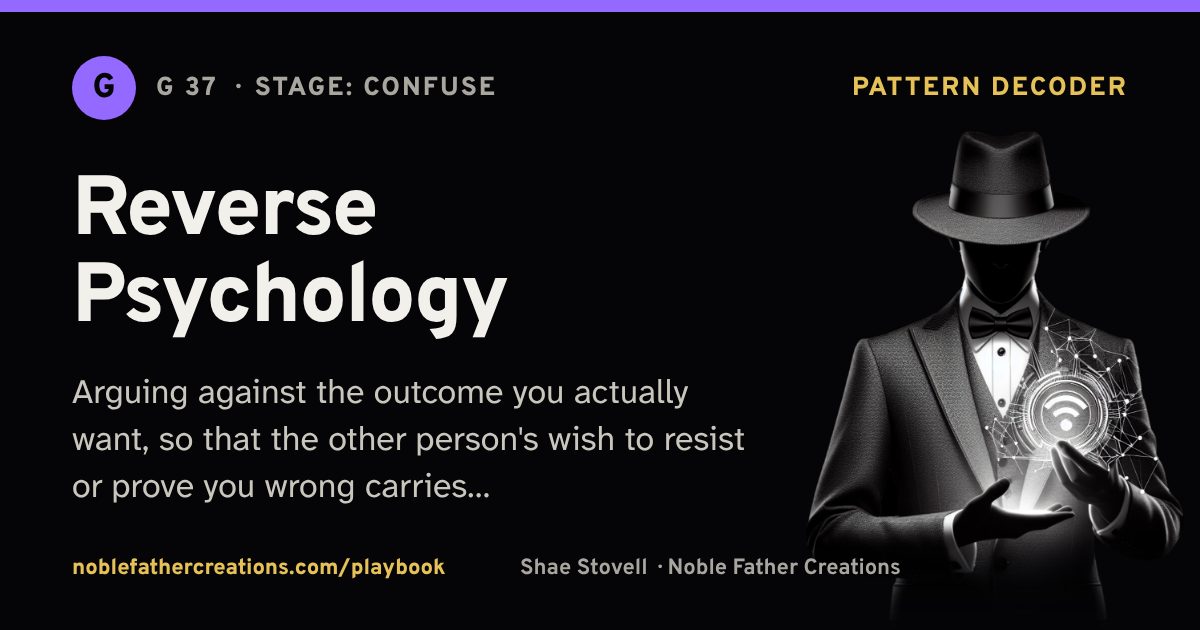 G
G 37 · STAGE: CONFUSE
PATTERN DECODER
Reverse
Psychology
Arguing against the outcome you actually
want, so that the other person's wish to resist
or prove you wrong carries...
noblefathercreations.com/playbook
Shae Stovell · Noble Father Creations